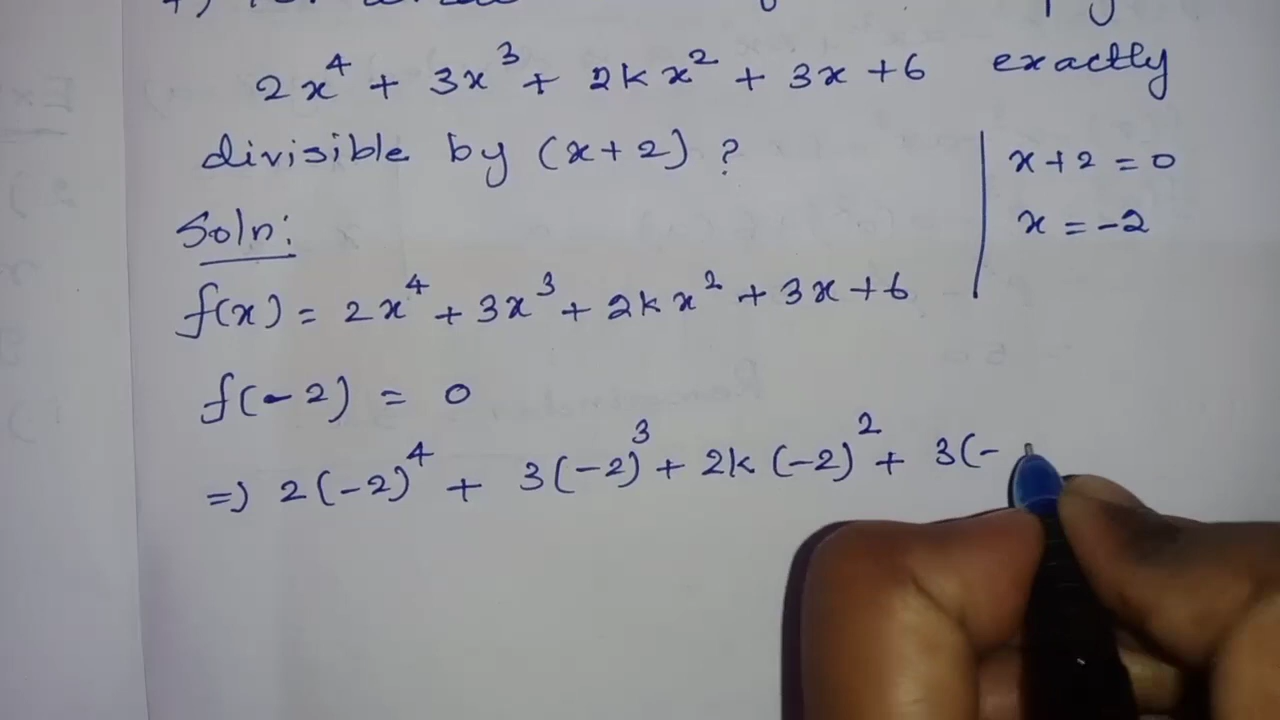 2x⁴ + 3x³ + 2kx² + 3x + 6 exactly
divisible by (x+2) ?
x+2 = 0
x = -2
Soln:
f(x) = 2x⁴ + 3x³ + 2kx² + 3x + 6
f(-2) = 0
=) 2(-2)⁴ + 3(-2)³ + 2k(-2)² + 3(-